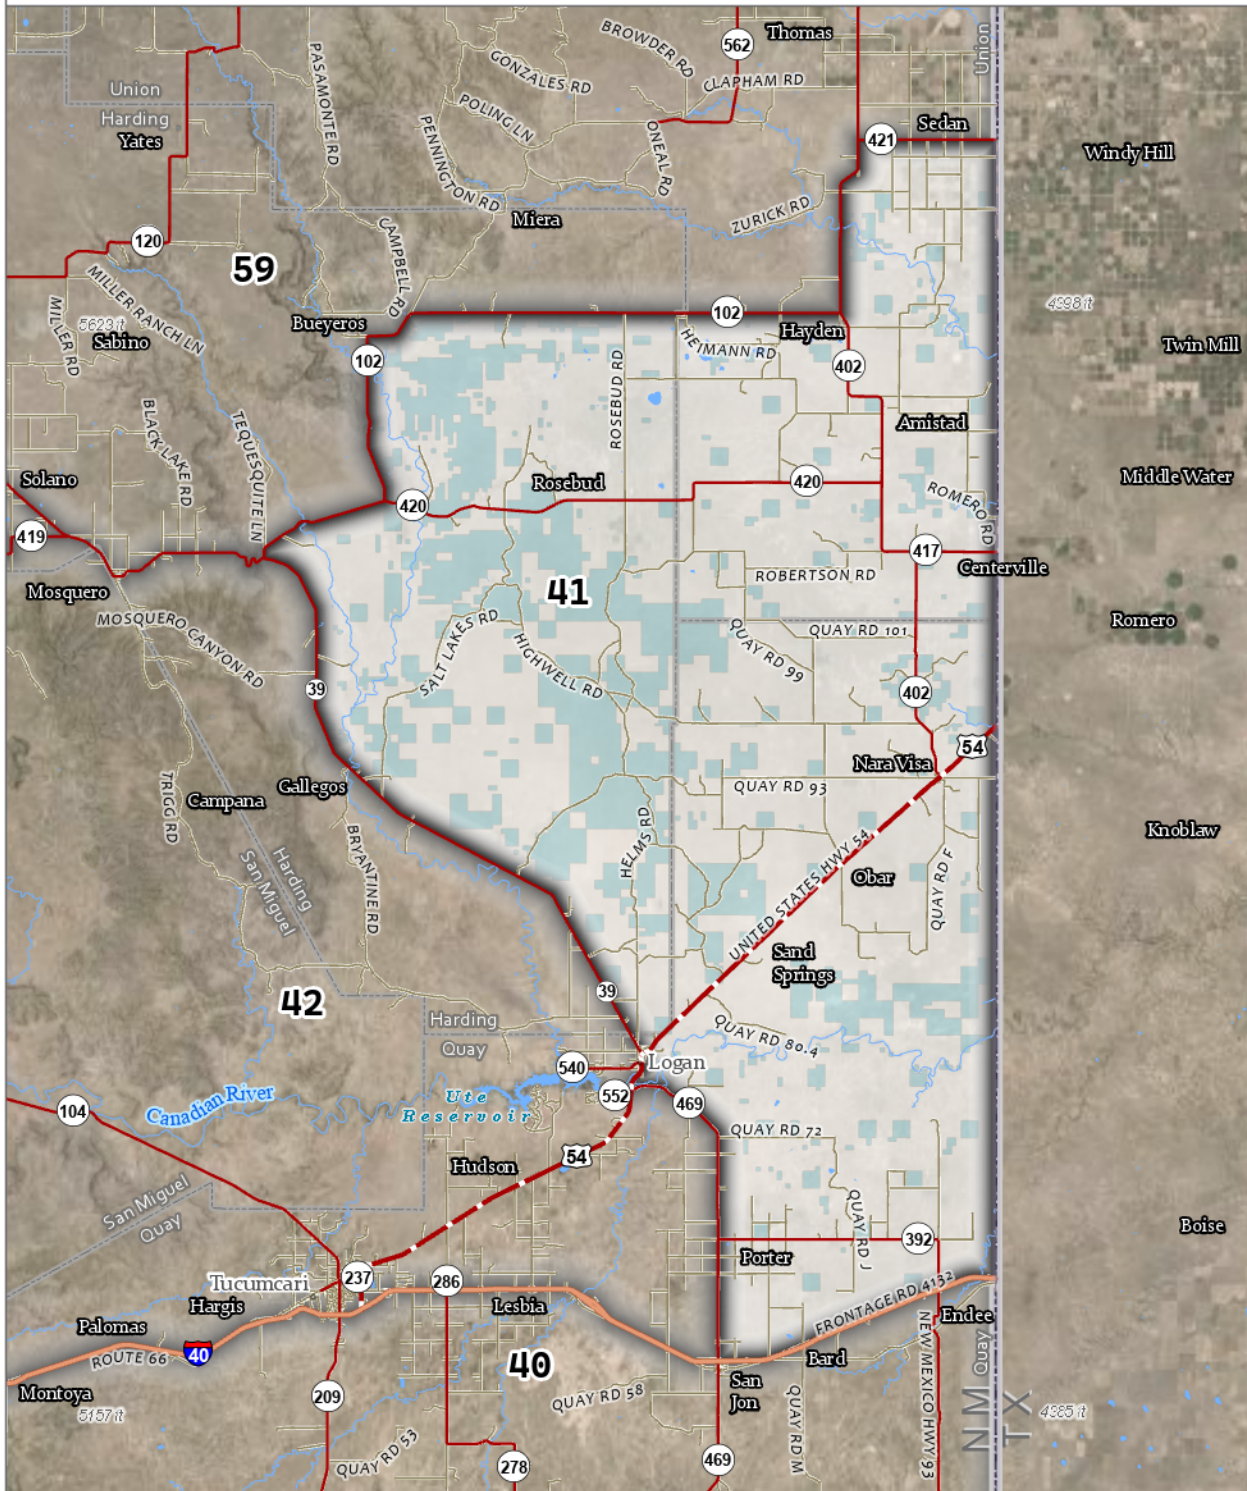 Thomas
562
BROWDER RD
GONZALES RD
CLAPHAM RD
PASAMONTE RD
Union
Union
Harding
Yates
POLING LN
PENNINGTON RD
ONEAL RD
421
Sedan
Windy Hill
Miera
ZURICK RD
CAMPBELL RD
120
59
MILLER RANCH LN
MILLER RD
5623 ft
Sabino
Bueyeros
102
102
Hayden
4398 ft
HEIMANN RD
402
Twin Mill
ROSEBUD RD
BLACK LAKE RD
TEQUESQUITE LN
Amistad
Solano
Rosebud
420
420
Middle Water
ROMERO RD
419
417
Centerville
Mosquero
41
ROBERTSON RD
MOSQUERO CANYON RD
SALT LAKES RD
HIGHWELL RD
QUAY RD 99
QUAY RD 101
Romero
39
402
54
Nara Visa
TRIGG RD
Gallegos
Campana
QUAY RD 93
BRYANTINE RD
HELMS RD
Knoblaw
Harding
San Miguel
UNITED STATES HWY 54
Obar
QUAY RD F
Sand
Springs
42
39
Harding
Quay
QUAY RD 80.4
Logan
540
552
469
Ute
Reservoir
Canadian River
104
QUAY RD 72
54
Hudson
San Miguel
Quay
QUAY RD J
392
Boise
Porter
237
Tucumcari
286
Hargis
Lesbia
FRONTAGE RD 4132
Endee
Palomas
ROUTE 66
40
40
Bard
NEW MEXICO HWY 93
Quay
Montoya
5157 ft
209
QUAY RD 58
San
Jon
QUAY RD M
NM
TX
4385 ft
QUAY RD 53
278
469